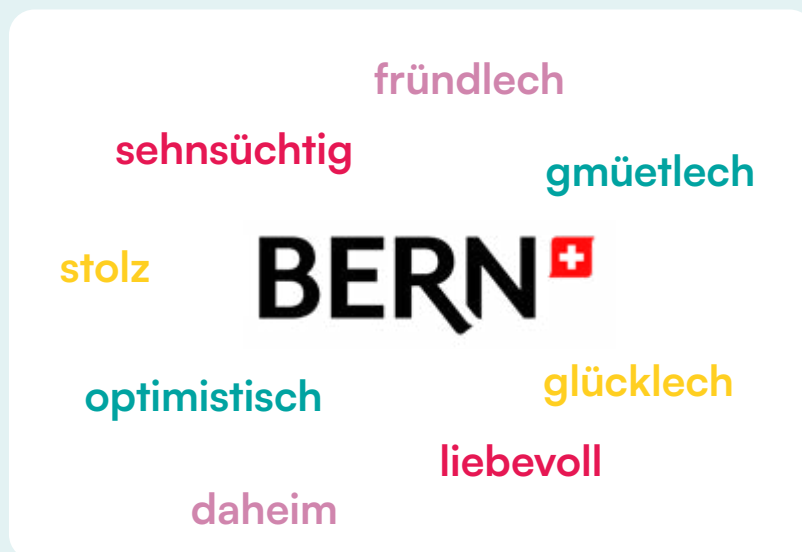 fründlech
sehnsüchtig
gmüetlech
stolz
BERN
optimistisch
glücklech
liebevoll
daheim